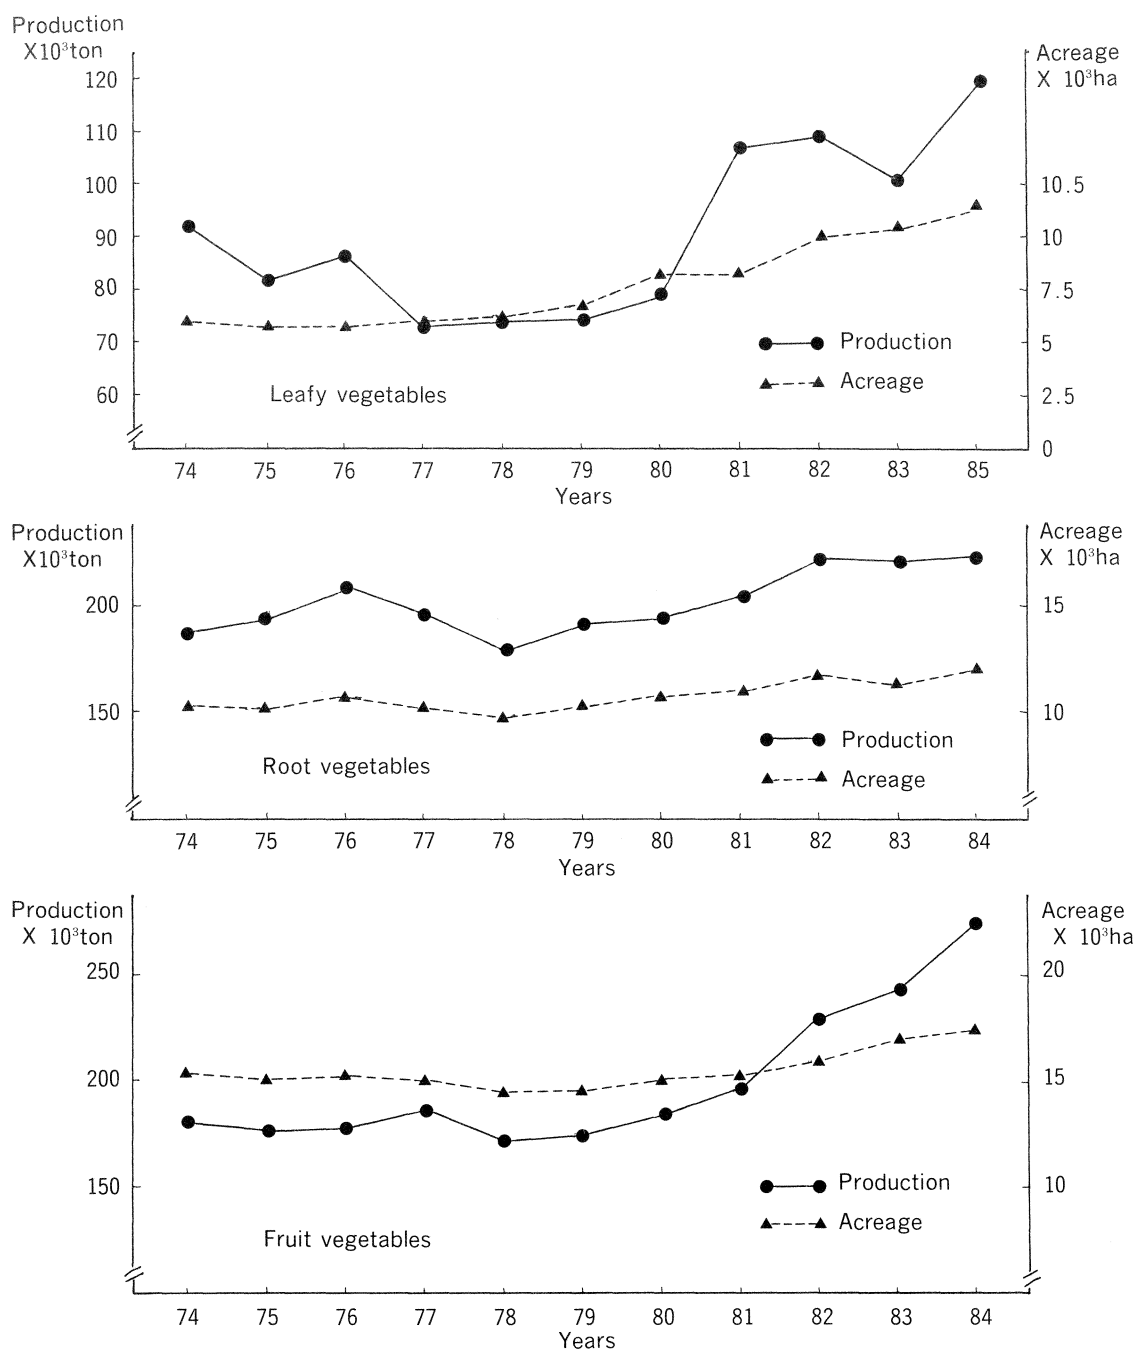 Production
X10³ton
Acreage
X 10³ha
120
110
100
90
80
70
60
10.5
10
7.5
5
2.5
0
Production
Acreage
Leafy vegetables
74 75 76 77 78 79 80 81 82 83 85
Years
Production
X10³ton
Acreage
X 10³ha
200
150
15
10
Production
Acreage
Root vegetables
74 75 76 77 78 79 80 81 82 83 84
Years
Production
X 10³ton
Acreage
X 10³ha
250
200
150
20
15
10
Production
Acreage
Fruit vegetables
74 75 76 77 78 79 80 81 82 83 84
Years